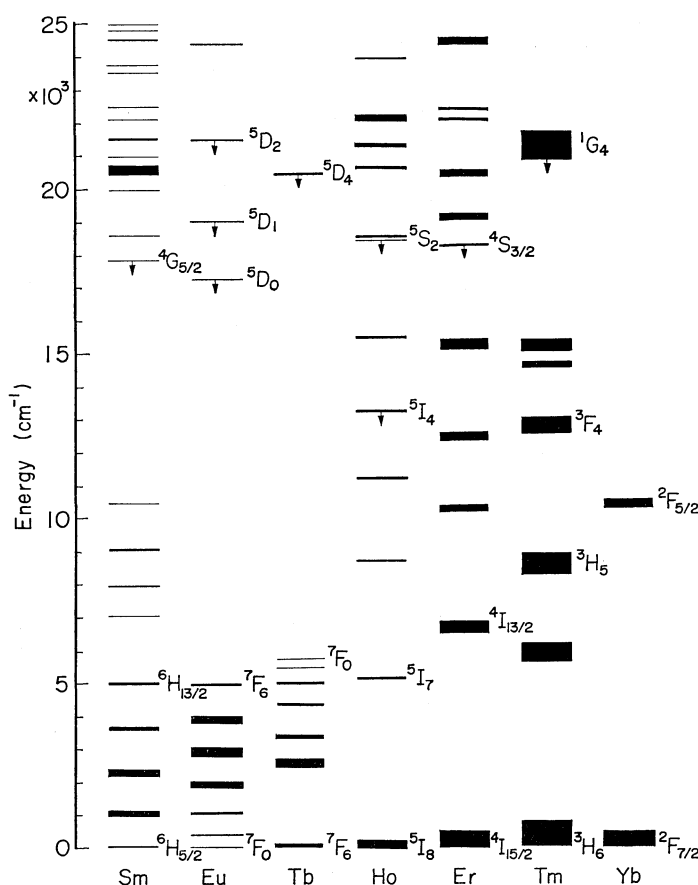 25
×10³
20
15
10
5
0
Energy (cm⁻¹)
⁴G₅/₂
⁶H₁₃/₂
⁶H₅/₂
⁵D₂
⁵D₁
⁵D₀
⁷F₆
⁷F₀
⁵D₄
⁷F₀
⁷F₆
⁵S₂
⁵I₄
⁵I₇
⁵I₈
⁴S₃/₂
⁴I₁₃/₂
⁴I₁₅/₂
¹G₄
³F₄
³H₅
³H₆
²F₅/₂
²F₇/₂
Sm Eu Tb Ho Er Tm Yb